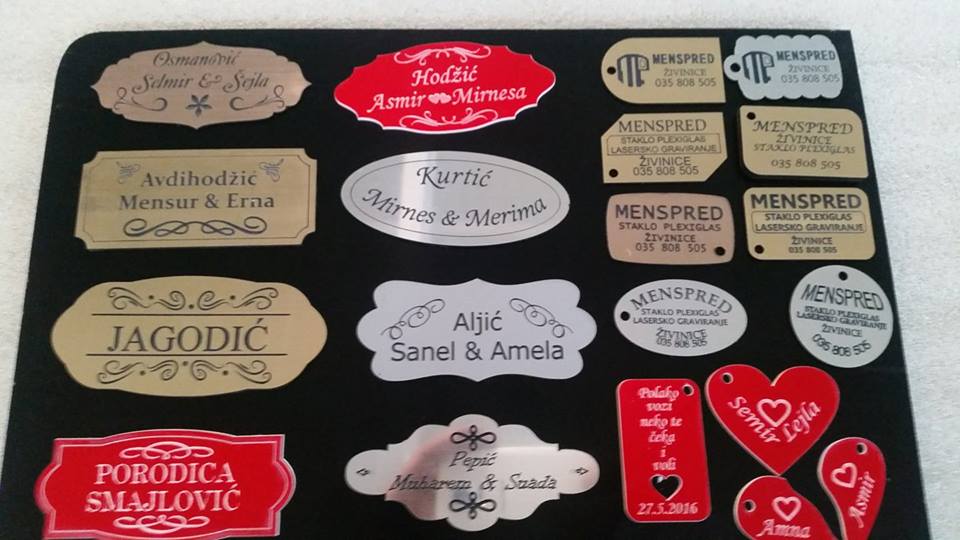 Osmanović
Selmir & Sejla
Hodžić
Asmir Mirnesa
Avdihodžić
Mensur & Erna
Kurtić
Mirnes & Merima
JAGODIĆ
Aljić
Sanel & Amela
PORODICA
SMAJLOVIĆ
Pepić
Muharem & Suada
MENSPRED
ŽIVINICE
035 808 505
MENSPRED
ŽIVINICE
035 808 505
MENSPRED
STAKLO PLEXIGLAS
LASERSKO GRAVIRANJE
ŽIVINICE
035 808 505
MENSPRED
ŽIVINICE
STAKLO PLEXIGLAS
035 808 505
MENSPRED
STAKLO PLEXIGLAS
ŽIVINICE
035 808 505
MENSPRED
STAKLO PLEXIGLAS
LASERSKO GRAVIRANJE
ŽIVINICE
035 808 505
MENSPRED
STAKLO PLEXIGLAS
LASERSKO GRAVIRANJE
ŽIVINICE
035 808 505
MENSPRED
STAKLO PLEXIGLAS
LASERSKO GRAVIRANJE
ŽIVINICE
035 808 505
Polako
vozi
neko te
čeka
i
voli
27.5.2016
Semir Lejla
Amna
Asmir